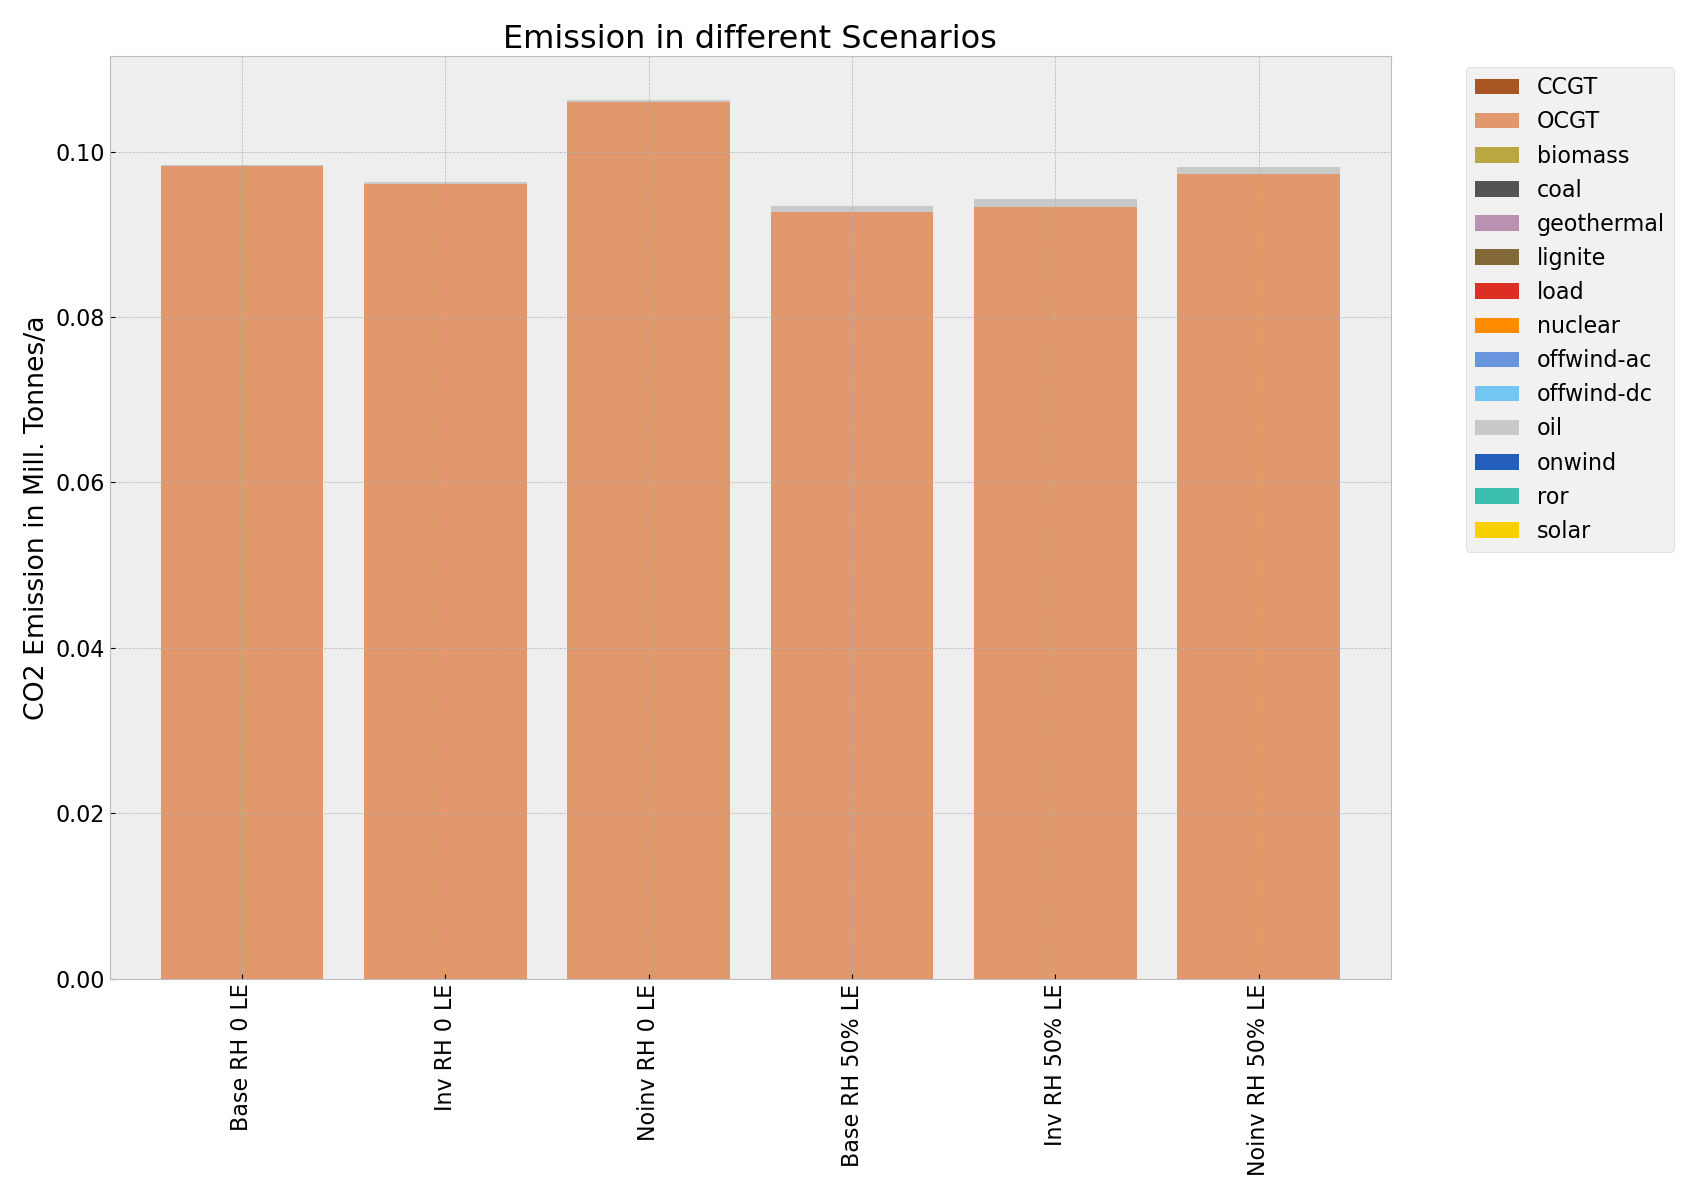 Emission in different Scenarios
CO2 Emission in Mill. Tonnes/a
0.10
0.08
0.06
0.04
0.02
0.00
Base RH 0 LE
Inv RH 0 LE
Noinv RH 0 LE
Base RH 50% LE
Inv RH 50% LE
Noinv RH 50% LE
CCGT
OCGT
biomass
coal
geothermal
lignite
load
nuclear
offwind-ac
offwind-dc
oil
onwind
ror
solar